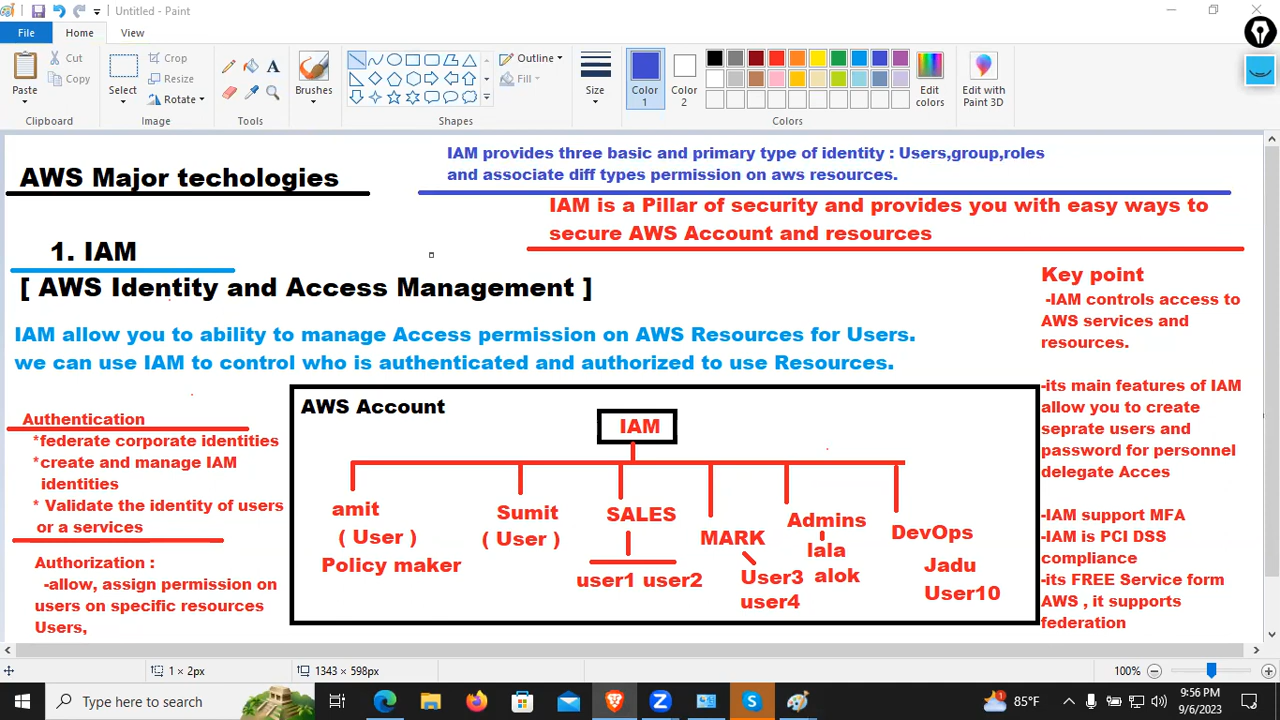 Untitled - Paint
File
Home
View
Paste
Cut
Copy
Clipboard
Select
Crop
Resize
Rotate
Image
Tools
Brushes
Shapes
Outline
Fill
Size
Color
1
Color
2
Colors
Edit
colors
Edit with
Paint 3D
AWS Major techologies
IAM provides three basic and primary type of identity : Users,group,roles
and associate diff types permission on aws resources.
IAM is a Pillar of security and provides you with easy ways to
secure AWS Account and resources
1. IAM
[ AWS Identity and Access Management ]
IAM allow you to ability to manage Access permission on AWS Resources for Users.
we can use IAM to control who is authenticated and authorized to use Resources.
Authentication
*federate corporate identities
*create and manage IAM
identities
* Validate the identity of users
or a services
Authorization :
-allow, assign permission on
users on specific resources
Users,
AWS Account
IAM
amit
( User )
Policy maker
Sumit
( User )
SALES
user1 user2
MARK
User3
user4
Admins
lala
alok
DevOps
Jadu
User10
Key point
-IAM controls access to
AWS services and
resources.
-its main features of IAM
allow you to create
seprate users and
password for personnel
delegate Acces
-IAM support MFA
-IAM is PCI DSS
compliance
-its FREE Service form
AWS , it supports
federation
1 × 2px
1343 × 598px
100%
Type here to search
1
85°F
9:56 PM
9/6/2023